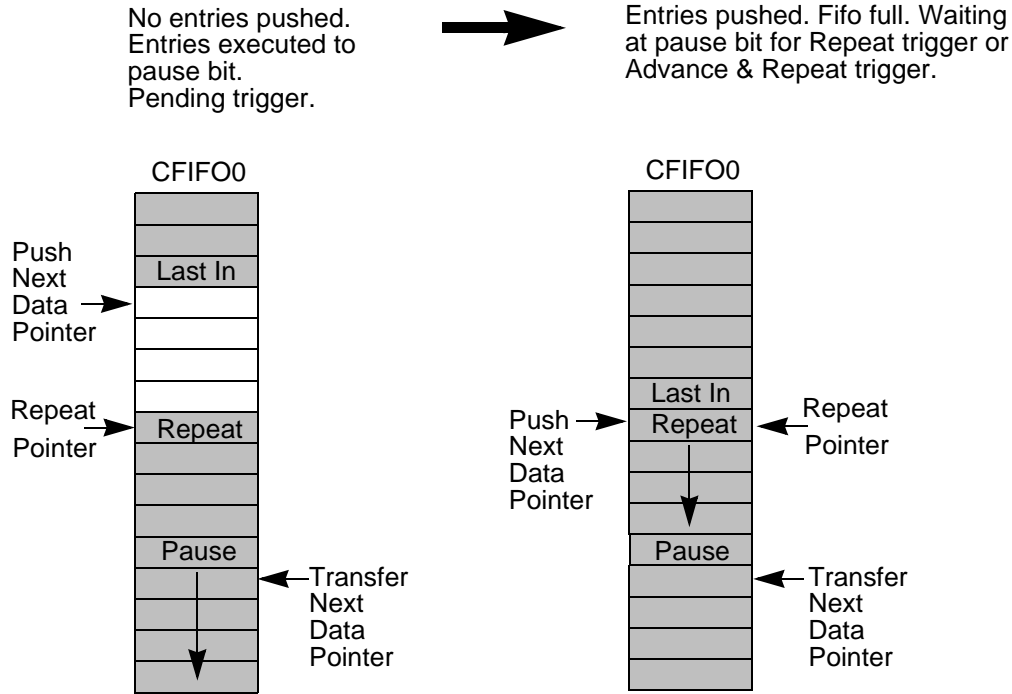 No entries pushed.
Entries executed to
pause bit.
Pending trigger.
Entries pushed. Fifo full. Waiting
at pause bit for Repeat trigger or
Advance & Repeat trigger.
CFIFO0
Push
Next
Data
Pointer
Last In
Repeat
Pointer
Repeat
Pause
Transfer
Next
Data
Pointer
CFIFO0
Last In
Push
Next
Data
Pointer
Repeat
Repeat
Pointer
Pause
Transfer
Next
Data
Pointer